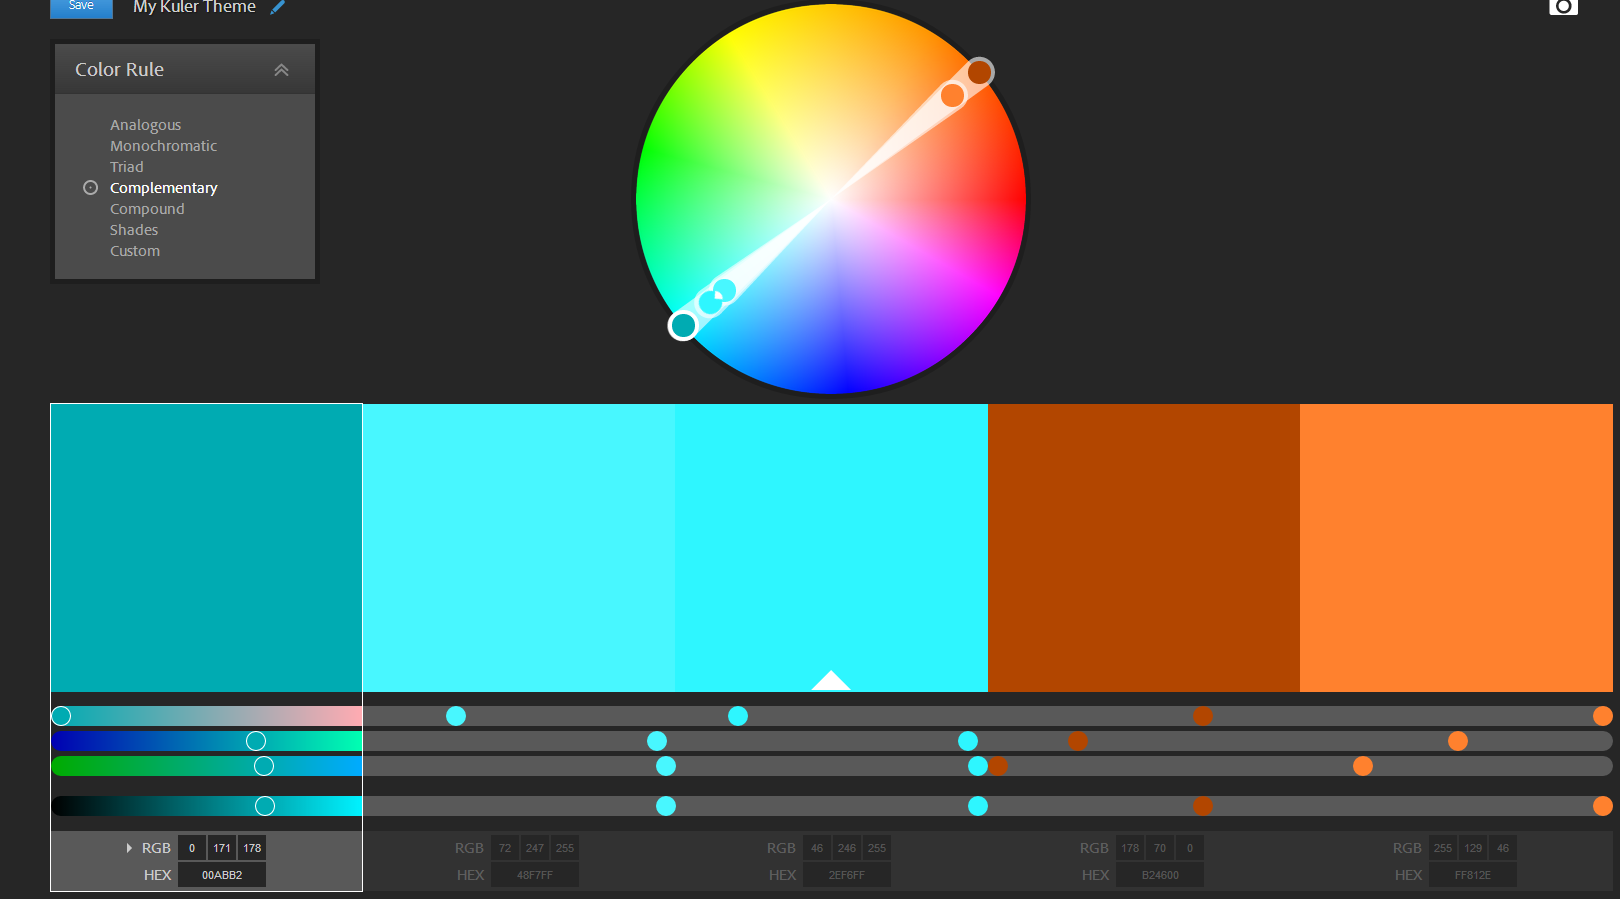 Save
My Kuler Theme
Color Rule
Analogous
Monochromatic
Triad
Complementary
Compound
Shades
Custom
RGB 0 171 178 RGB 72 247 255 RGB 46 246 255 RGB 178 70 0 RGB 255 129 46
HEX 00ABB2 HEX 48F7FF HEX 2EF6FF HEX B24600 HEX FF812E